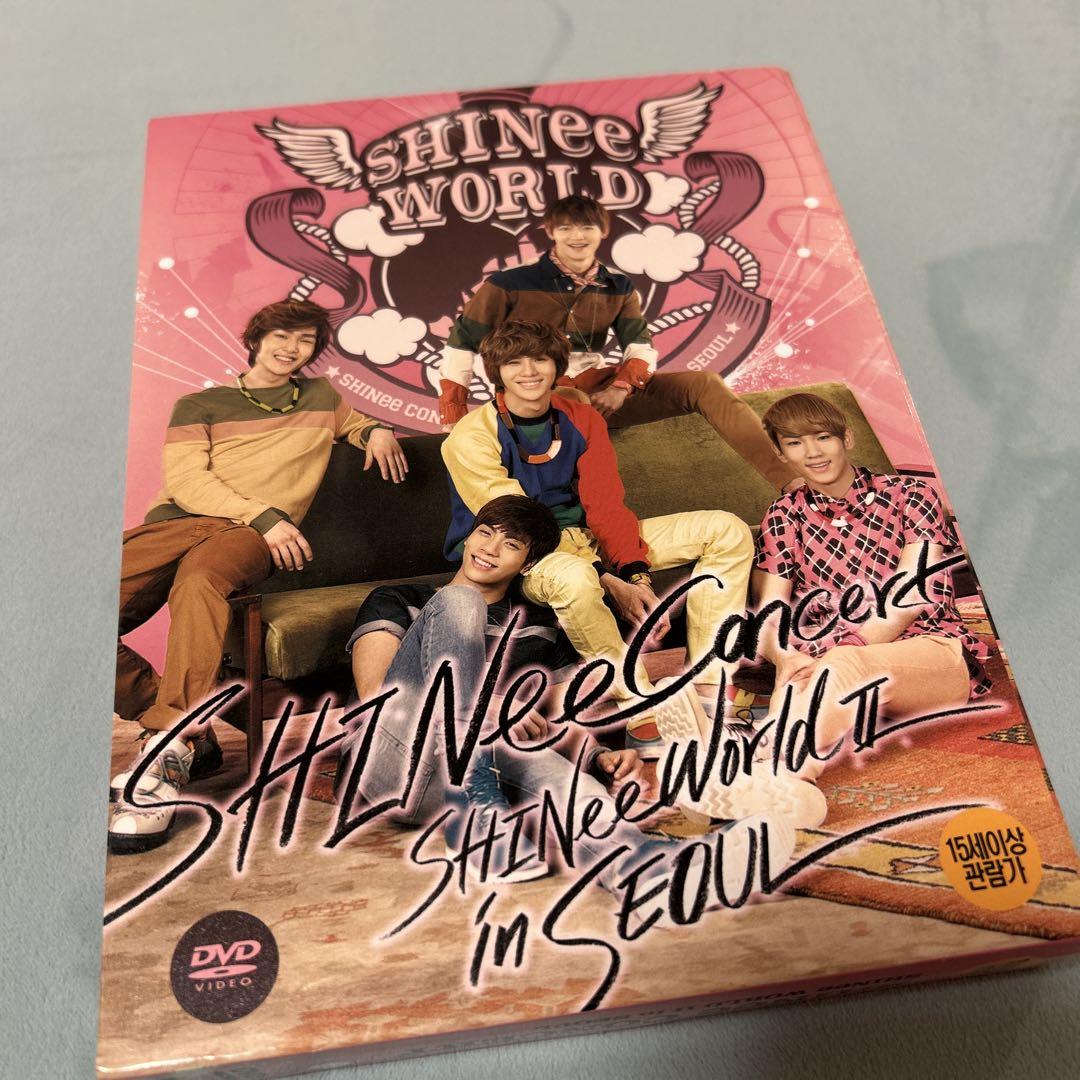 SHINee
WORLD
★SHINee CON
SEOUL★
SHINee Concert
SHINee World II
in SEOUL
15세이상
관람가
DVD
VIDEO